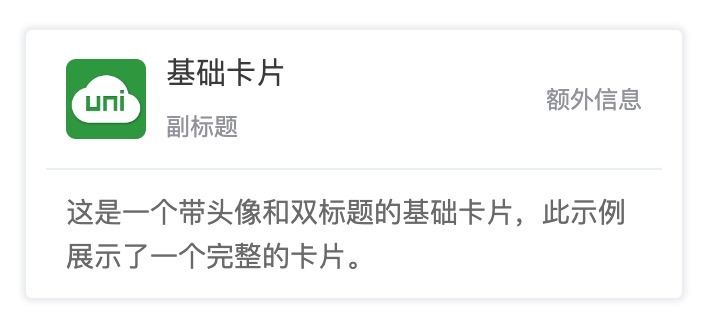 基础卡片
uni
额外信息
副标题
这是一个带头像和双标题的基础卡片，此示例
展示了一个完整的卡片。